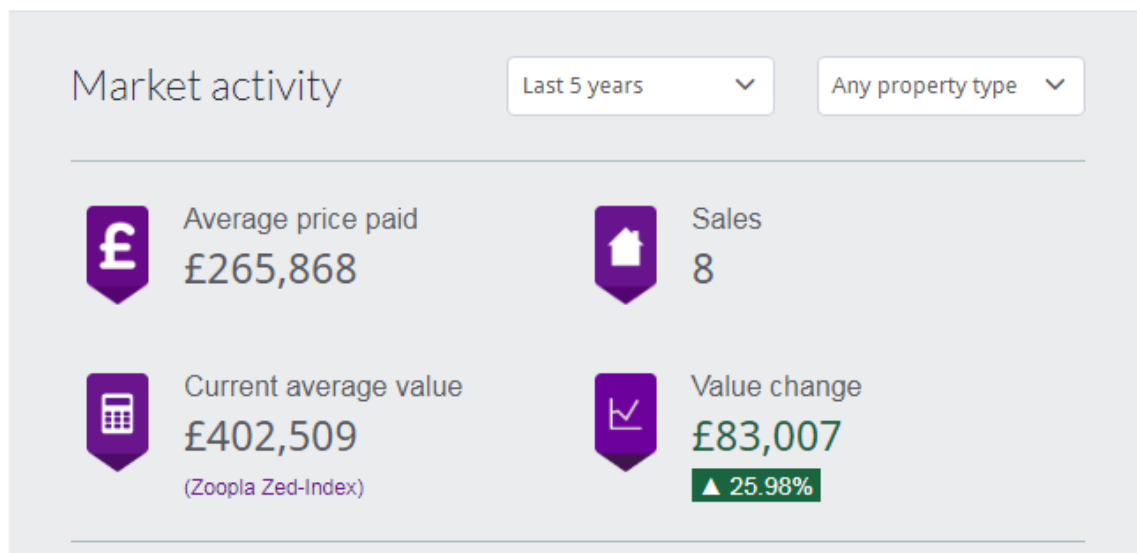 Market activity
Last 5 years
Any property type
£
Average price paid
£265,868
Sales
8
Current average value
£402,509
(Zoopla Zed-Index)
Value change
£83,007
▲ 25.98%